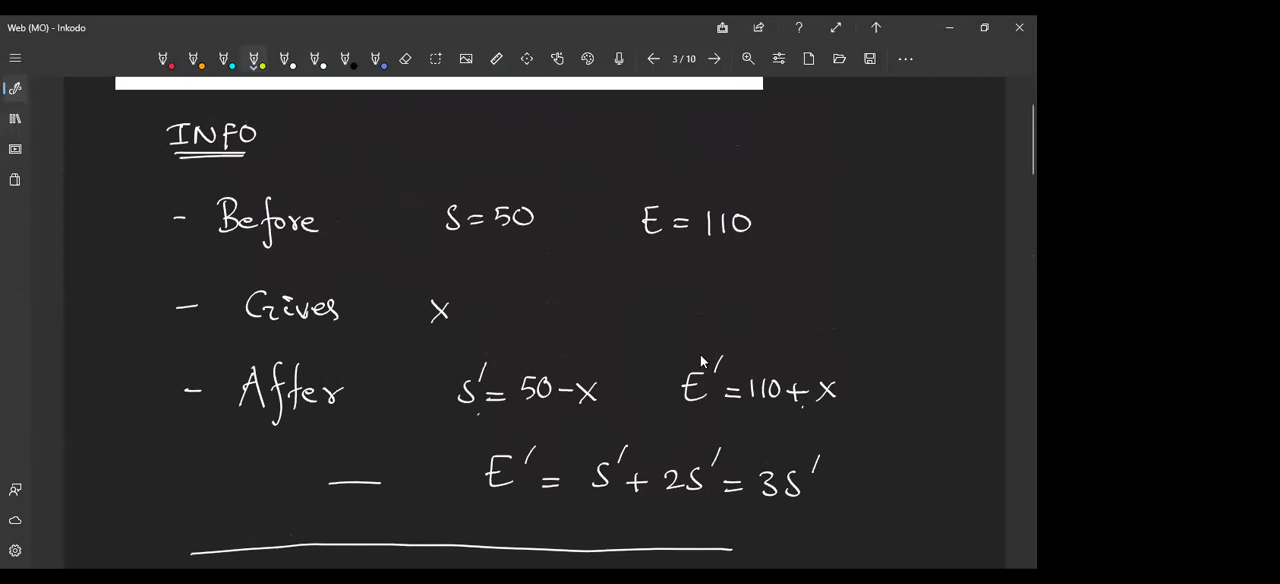 Web (MO) - Inkodo
3 / 10
INFO
- Before S = 50 E = 110
- Gives x
- After S' = 50 - x E' = 110 + x
— E' = S' + 2S' = 3S'